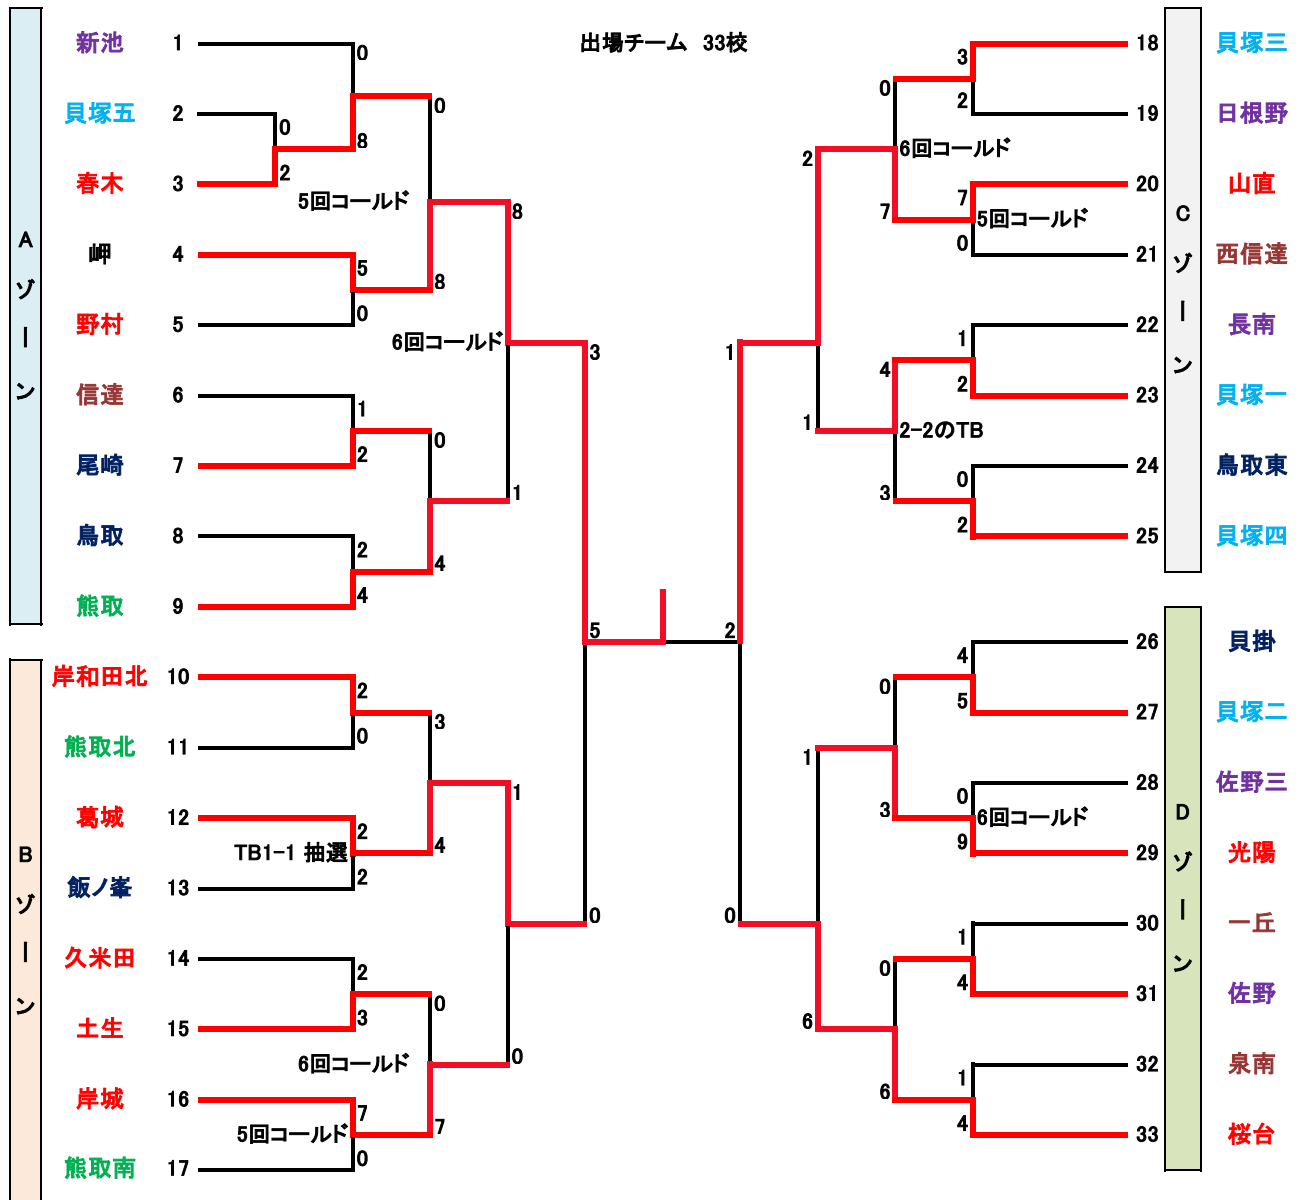 出場チーム 33校
Aゾーン
新池 1
貝塚五 2
春木 3
岬 4
野村 5
信達 6
尾崎 7
鳥取 8
熊取 9
0
0
2
8
5回コールド
0
5
0
8
8
6回コールド
1
2
0
2
4
4
1
3
Bゾーン
岸和田北 10
熊取北 11
葛城 12
飯ノ峯 13
久米田 14
土生 15
岸城 16
熊取南 17
2
0
3
2
TB1-1 抽選
2
4
1
2
3
0
6回コールド
7
5回コールド
0
7
0
0
5
2
Cゾーン
18 貝塚三
19 日根野
20 山直
21 西信達
22 長南
23 貝塚一
24 鳥取東
25 貝塚四
3
2
0
6回コールド
7
5回コールド
0
7
2
1
2
4
2-2のTB
0
2
3
1
1
Dゾーン
26 貝掛
27 貝塚二
28 佐野三
29 光陽
30 一丘
31 佐野
32 泉南
33 桜台
4
5
0
0
6回コールド
9
3
1
1
4
0
1
4
6
6
0